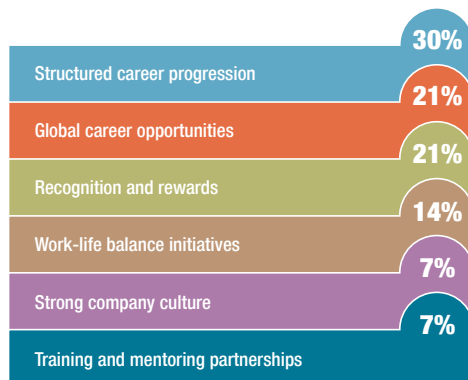 30%
Structured career progression
21%
Global career opportunities
21%
Recognition and rewards
14%
Work-life balance initiatives
7%
Strong company culture
7%
Training and mentoring partnerships